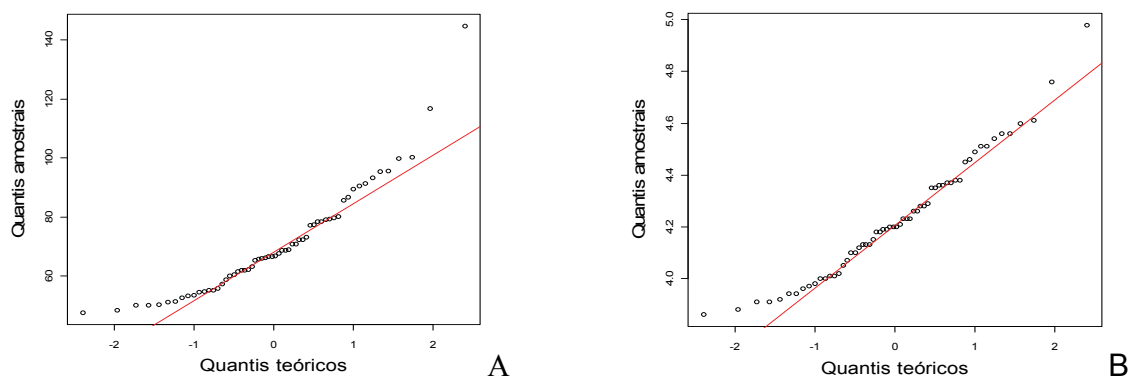 140
120
100
80
60
Quantis amostrais
-2 -1 0 1 2
Quantis teóricos
A
5.0
4.8
4.6
4.4
4.2
4.0
Quantis amostrais
-2 -1 0 1 2
Quantis teóricos
B